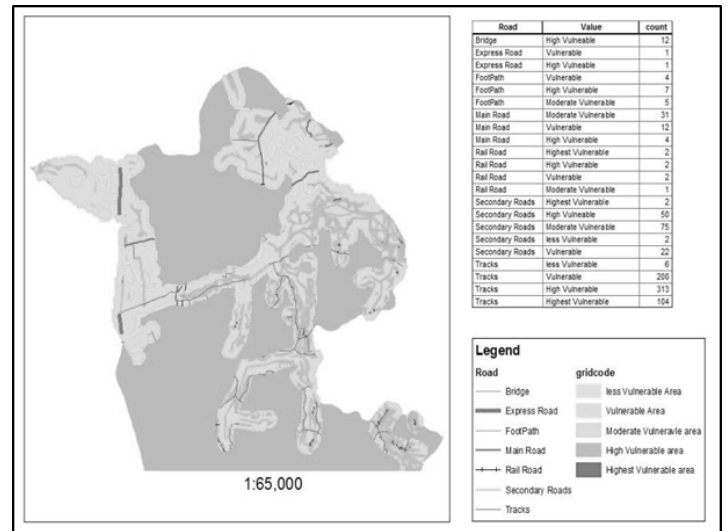 Road Value count
Bridge High Vulneable 12
Express Road Vulnerable 1
Express Road High Vulneable 1
FootPath Vulnerable 4
FootPath High Vulnerable 7
FootPath Moderate Vulnerable 5
Main Road Moderate Vulnerable 31
Main Road Vulnerable 12
Main Road High Vulnerable 4
Rail Road Highest Vulnerable 2
Rail Road High Vulnerable 2
Rail Road Vulnerable 2
Rail Road Moderate Vulnerable 1
Secondary Roads Highest Vulnerable 2
Secondary Roads High Vulneable 50
Secondary Roads Moderate Vulnerable 75
Secondary Roads less Vulnerable 2
Secondary Roads Vulnerable 22
Tracks less Vulnerable 6
Tracks Vulnerable 200
Tracks High Vulnerable 313
Tracks Highest Vulnerable 104
Legend
Road gridcode
Bridge less Vulnerable Area
Express Road Vulnerable Area
FootPath Moderate Vulneravle area
Main Road High Vulnerable area
Rail Road Highest Vulnerable area
Secondary Roads
Tracks
1:65,000